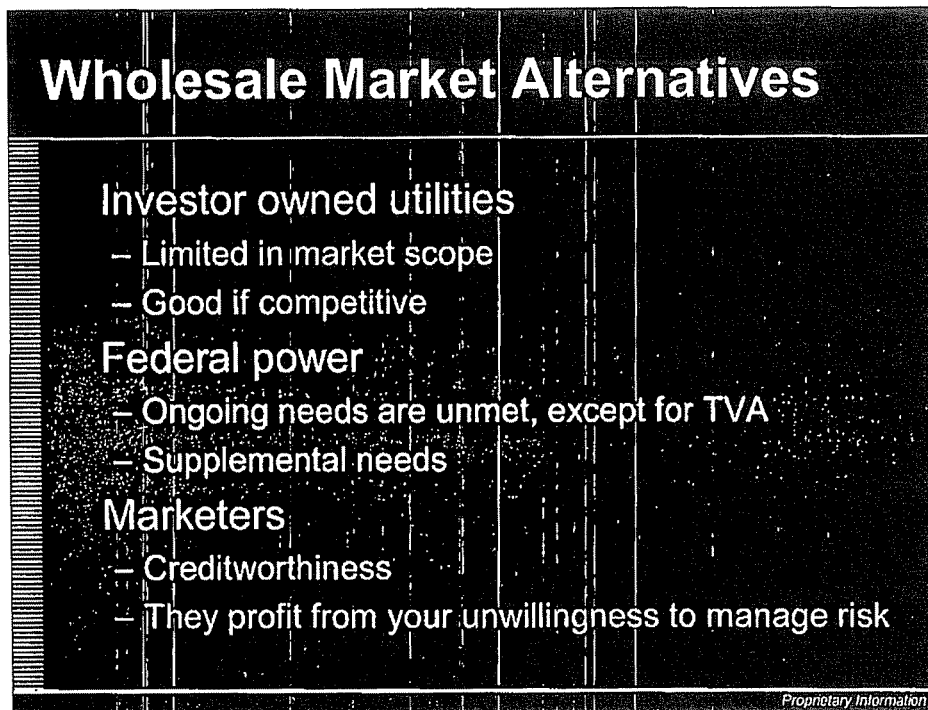 Wholesale Market Alternatives
Investor owned utilities
– Limited in market scope
– Good if competitive
Federal power
– Ongoing needs are unmet, except for TVA
– Supplemental needs
Marketers
– Creditworthiness
– They profit from your unwillingness to manage risk
Proprietary Information